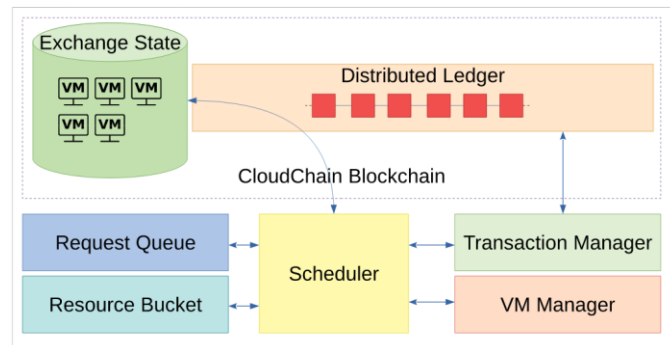 Exchange State
VM VM VM
VM VM
Distributed Ledger
CloudChain Blockchain
Request Queue
Resource Bucket
Scheduler
Transaction Manager
VM Manager